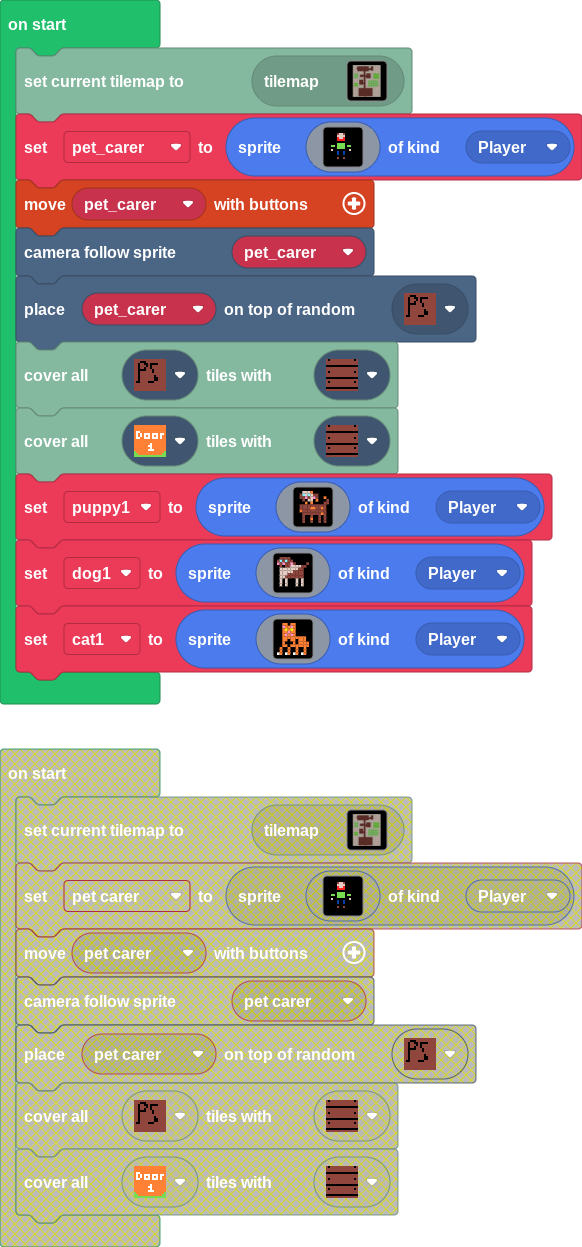 on start
set current tilemap to tilemap
set pet_carer to sprite of kind Player
move pet_carer with buttons
camera follow sprite pet_carer
place pet_carer on top of random PS
cover all PS tiles with
cover all Door 1 tiles with
set puppy1 to sprite of kind Player
set dog1 to sprite of kind Player
set cat1 to sprite of kind Player
on start
set current tilemap to tilemap
set pet carer to sprite of kind Player
move pet carer with buttons
camera follow sprite pet carer
place pet carer on top of random PS
cover all PS tiles with
cover all Door 1 tiles with